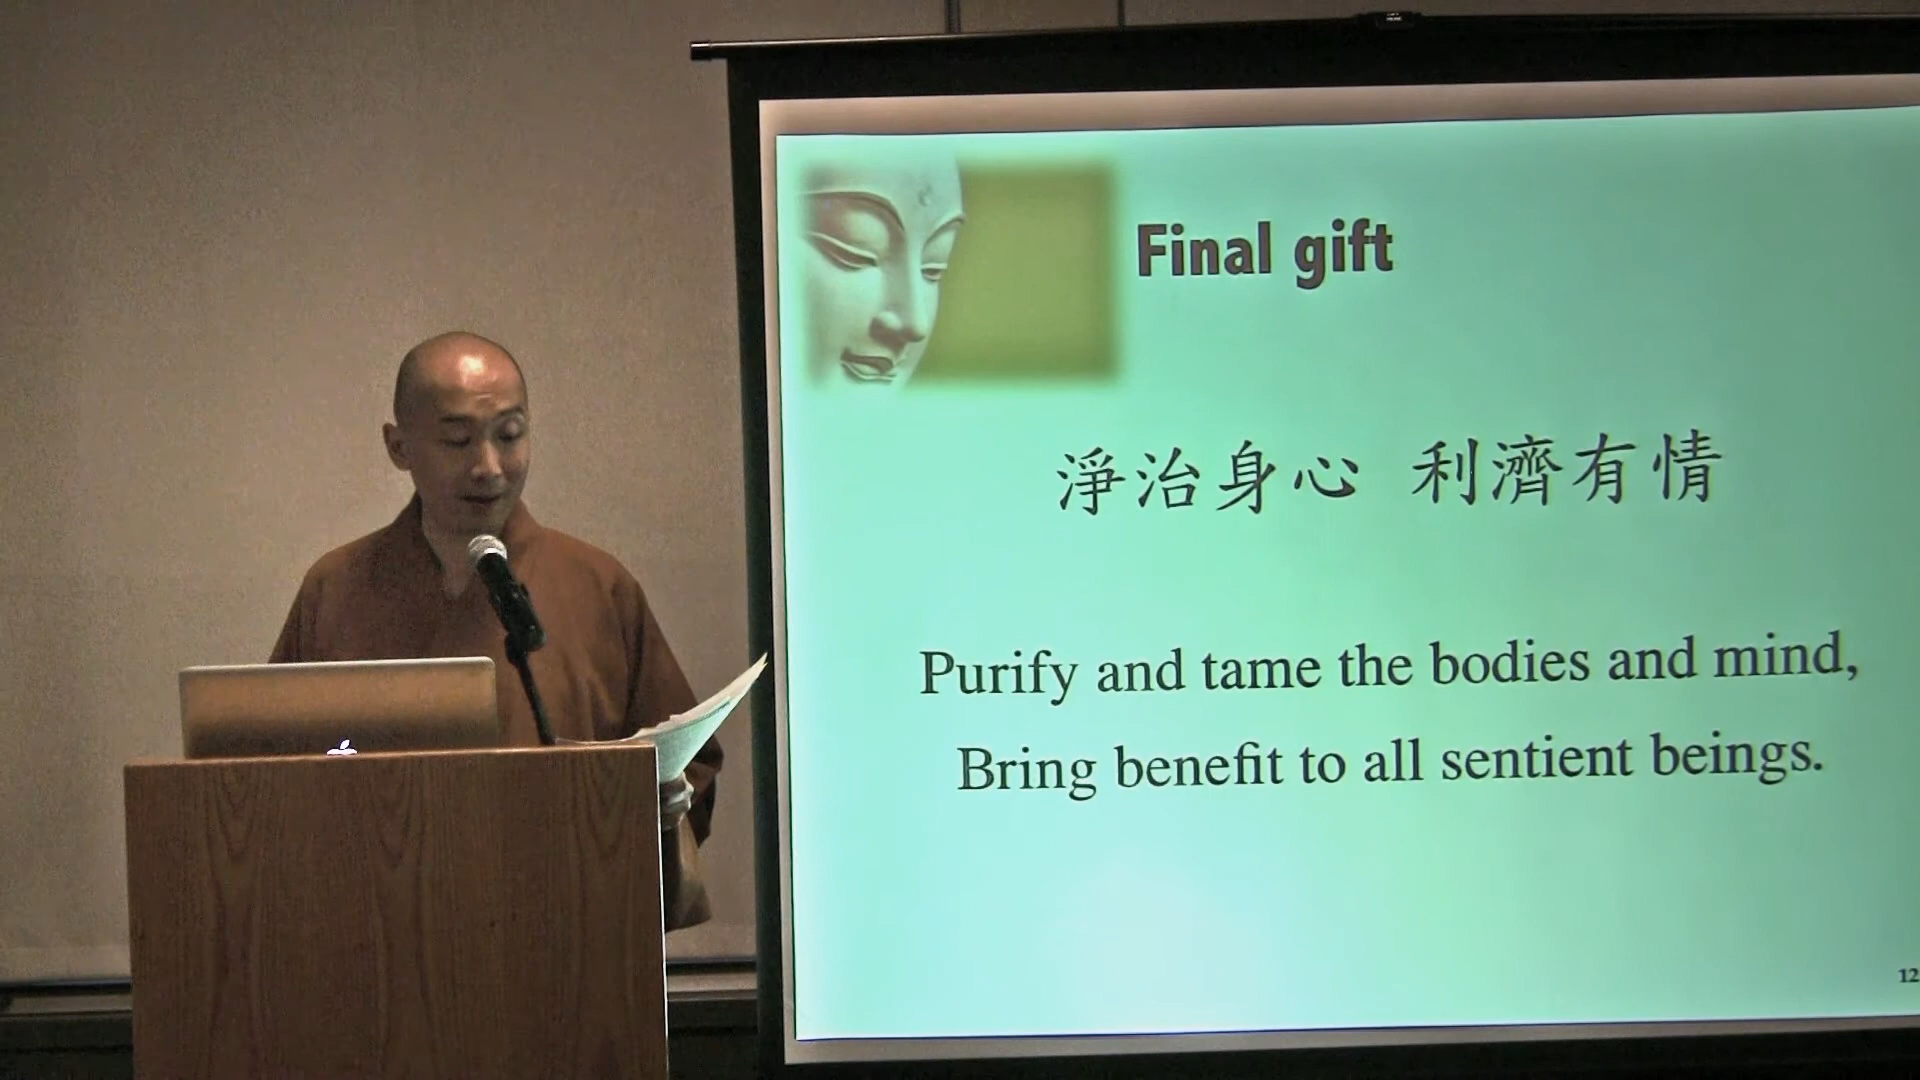 Final gift
淨治身心 利濟有情
Purify and tame the bodies and mind,
Bring benefit to all sentient beings.
12